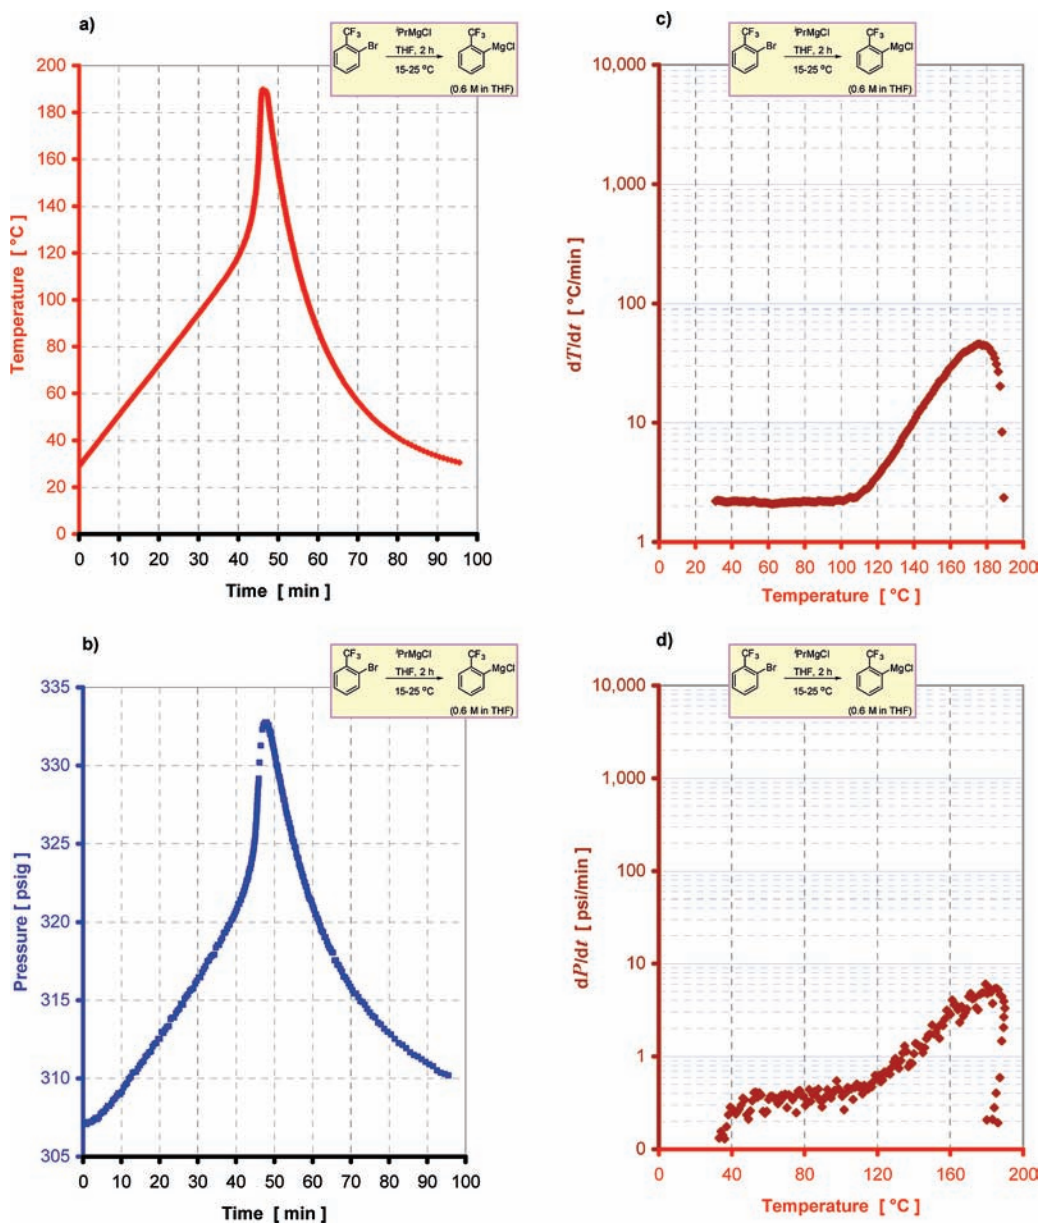 a)
CF3
Br
iPrMgCl
THF, 2 h
15-25 °C
CF3
MgCl
(0.6 M in THF)
200
180
160
140
120
100
80
60
40
20
0
Temperature [ °C]
0 10 20 30 40 50 60 70 80 90 100
Time [ min ]
c)
CF3
Br
iPrMgCl
THF, 2 h
15-25 °C
CF3
MgCl
(0.6 M in THF)
10,000
1,000
100
10
1
dT/dt [ °C/min]
0 20 40 60 80 100 120 140 160 180 200
Temperature [ °C ]
b)
CF3
Br
iPrMgCl
THF, 2 h
15-25 °C
CF3
MgCl
(0.6 M in THF)
335
330
325
320
315
310
305
Pressure [ psig ]
0 10 20 30 40 50 60 70 80 90 100
Time [ min ]
d)
CF3
Br
iPrMgCl
THF, 2 h
15-25 °C
CF3
MgCl
(0.6 M in THF)
10,000
1,000
100
10
1
0
dP/dt [ psi/min ]
0 40 80 120 160 200
Temperature [ °C ]